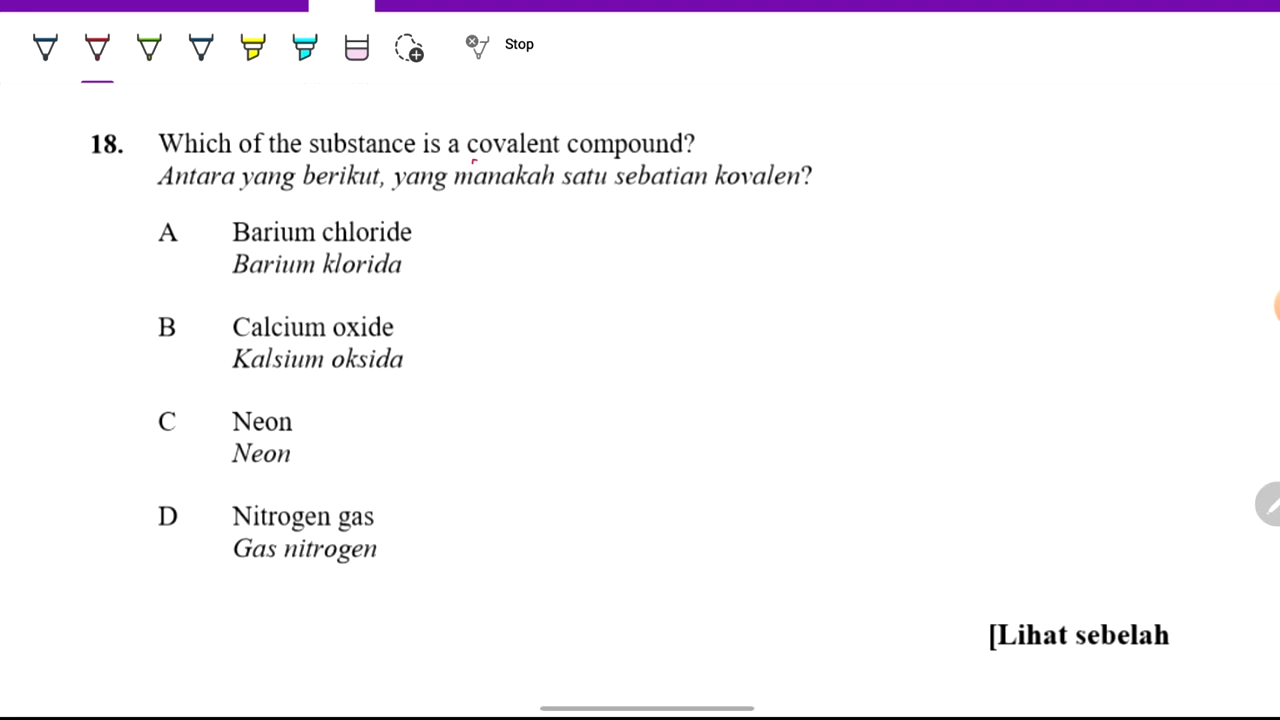 Stop
18. Which of the substance is a covalent compound?
Antara yang berikut, yang manakah satu sebatian kovalen?
A Barium chloride
Barium klorida
B Calcium oxide
Kalsium oksida
C Neon
Neon
D Nitrogen gas
Gas nitrogen
[Lihat sebelah